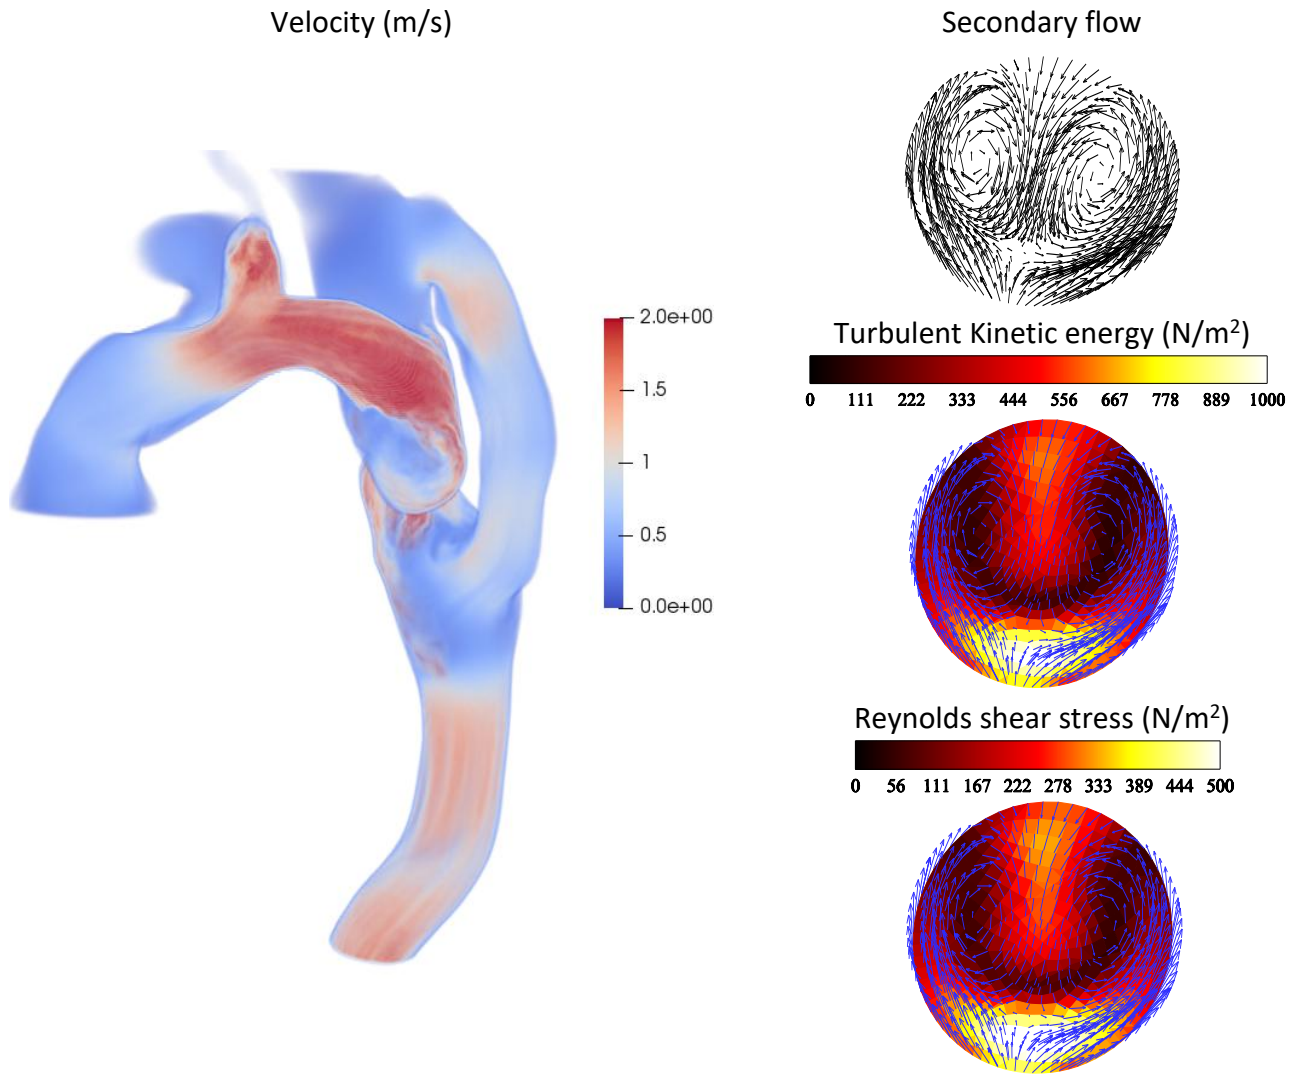 Velocity (m/s)
Secondary flow
2.0e+00
1.5
1
0.5
0.0e+00
Turbulent Kinetic energy (N/m²)
0 111 222 333 444 556 667 778 889 1000
Reynolds shear stress (N/m²)
0 56 111 167 222 278 333 389 444 500